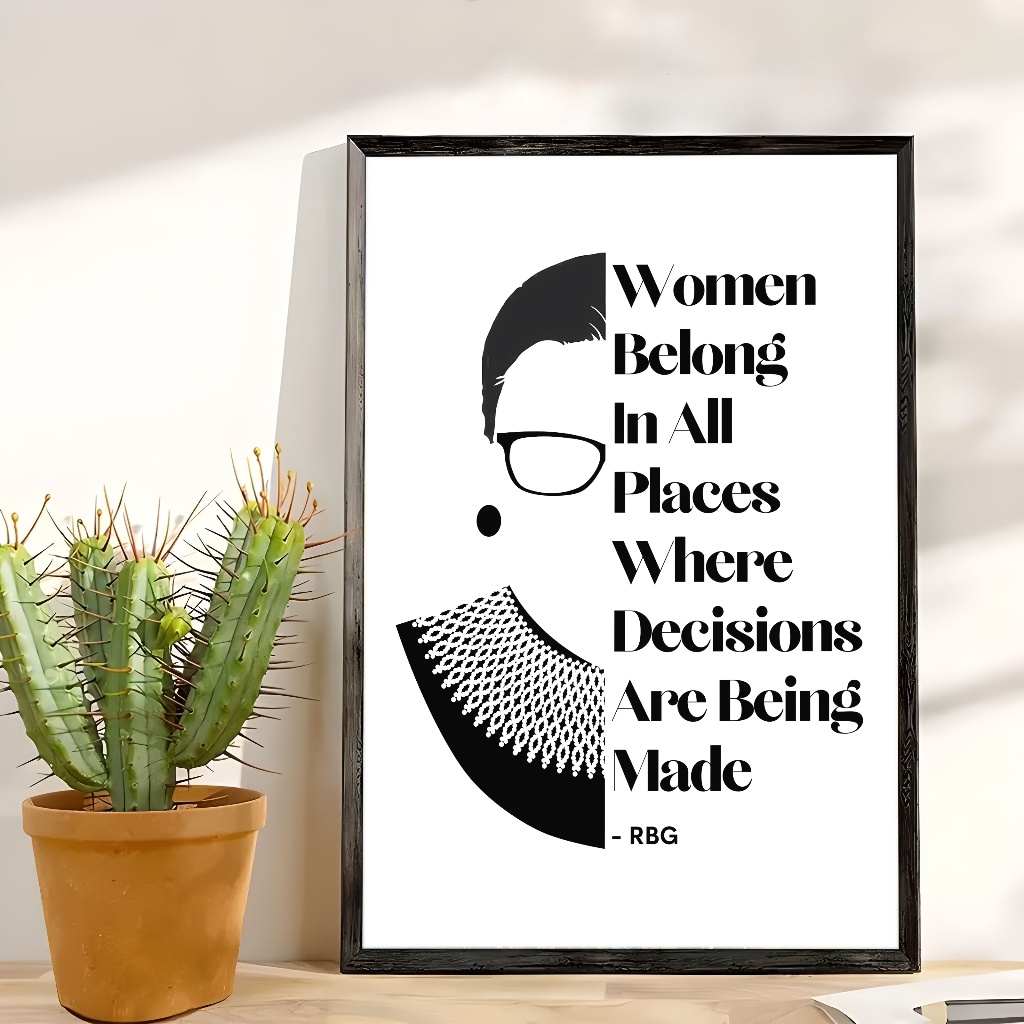 Women
Belong
In All
Places
Where
Decisions
Are Being
Made
- RBG